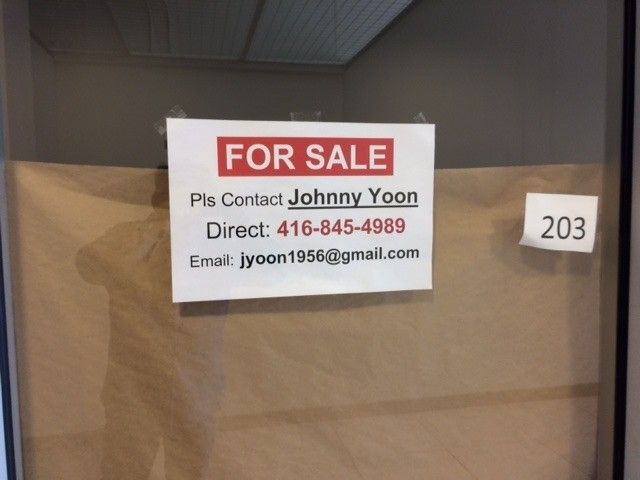 FOR SALE
Pls Contact Johnny Yoon
Direct: 416-845-4989
Email: jyoon1956@gmail.com
203